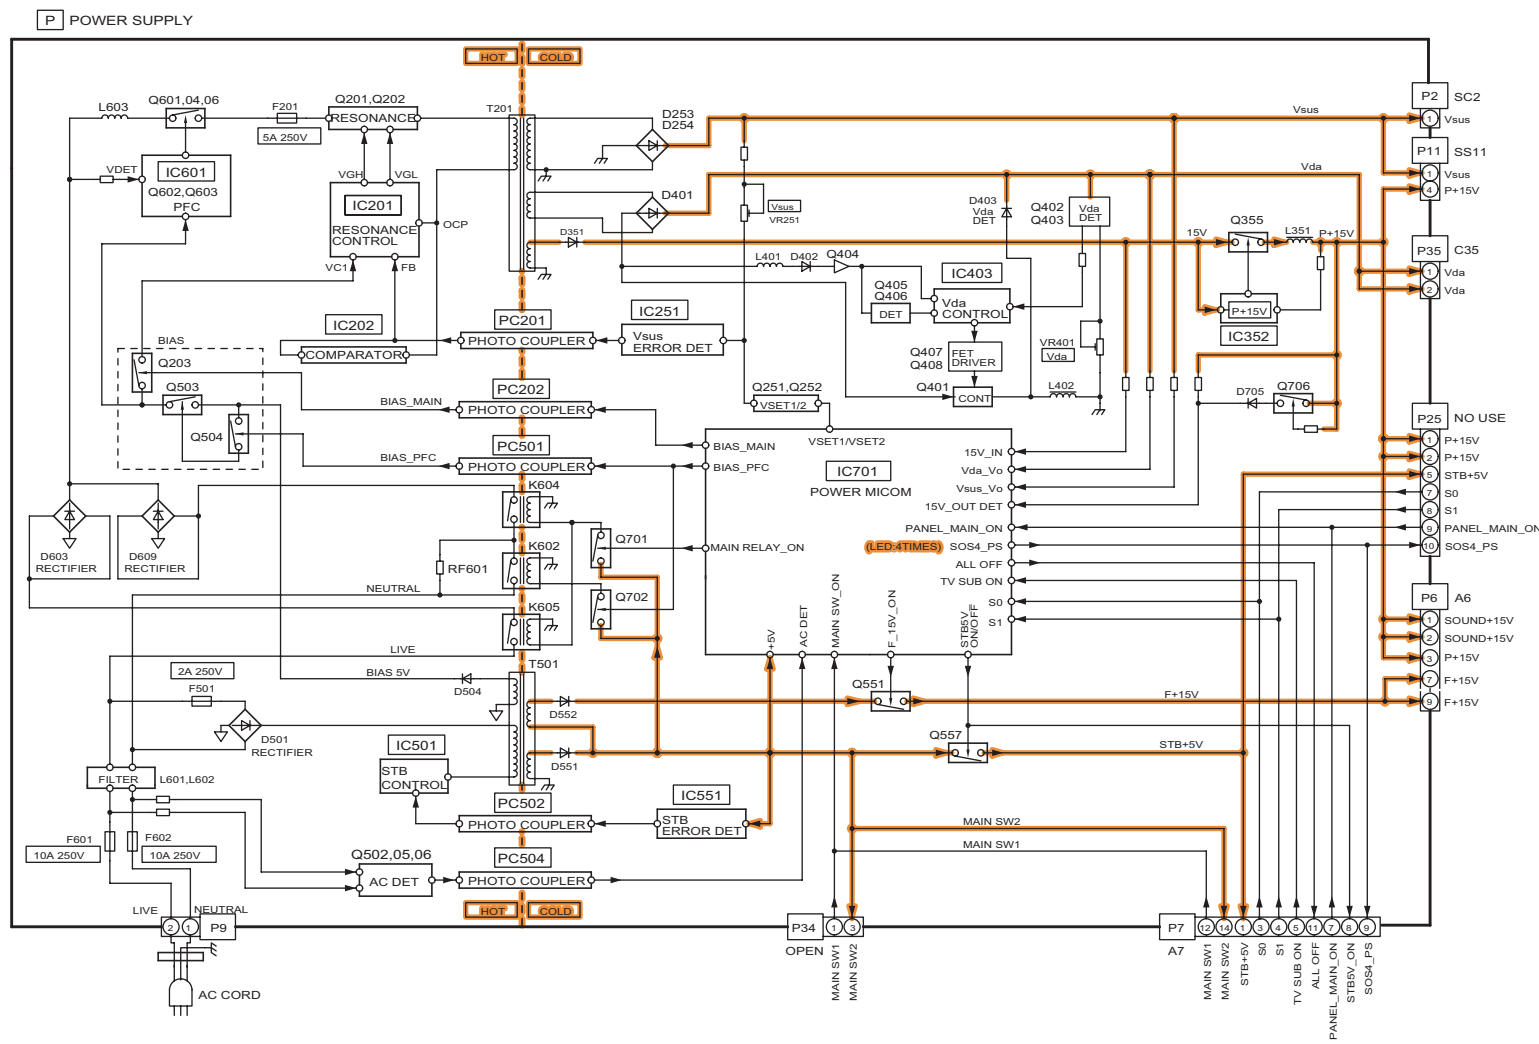 P POWER SUPPLY
HOT COLD
L603
Q601,04,06
F201
5A 250V
Q201,Q202
RESONANCE
T201
D253
D254
Vsus
P2 SC2
1 Vsus
P11 SS11
1 Vsus
4 P+15V
VDET
IC601
Q602,Q603
PFC
VGH VGL
IC201
RESONANCE
CONTROL
OCP
VC1 FB
D401
D351
Vsus
VR251
Vda
D403
Vda
DET
Q402
Q403
Vda
DET
15V
Q355
L351
P+15V
P35 C35
1 Vda
2 Vda
P+15V
IC352
L401
D402
Q404
Q405
Q406
DET
IC403
Vda
CONTROL
Q407
Q408
FET
DRIVER
VR401
Vda
Q401
CONT
L402
IC202
COMPARATOR
PC201
PHOTO COUPLER
IC251
Vsus
ERROR DET
BIAS
Q203
Q503
Q504
PC202
BIAS_MAIN
PHOTO COUPLER
PC501
BIAS_PFC
PHOTO COUPLER
Q251,Q252
VSET1/2
D705
Q706
VSET1/VSET2
IC701
POWER MICOM
BIAS_MAIN
BIAS_PFC
MAIN RELAY_ON
15V_IN
Vda_Vo
Vsus_Vo
15V_OUT DET
PANEL_MAIN_ON
(LED:4TIMES) SOS4_PS
ALL OFF
TV SUB ON
S0
S1
+5V
AC DET
MAIN SW_ON
F_15V_ON
STB5V
ON/OFF
P25 NO USE
1 P+15V
2 P+15V
5 STB+5V
7 S0
8 S1
9 PANEL_MAIN_ON
10 SOS4_PS
P6 A6
1 SOUND+15V
2 SOUND+15V
3 P+15V
7 F+15V
9 F+15V
D603
RECTIFIER
D609
RECTIFIER
K604
K602
K605
RF601
Q701
Q702
NEUTRAL
LIVE
2A 250V
F501
BIAS 5V
D504
T501
D552
D551
D501
RECTIFIER
Q551
F+15V
Q557
STB+5V
FILTER
L601,L602
IC501
STB
CONTROL
PC502
PHOTO COUPLER
IC551
STB
ERROR DET
F601
10A 250V
F602
10A 250V
Q502,05,06
AC DET
PC504
PHOTO COUPLER
MAIN SW2
MAIN SW1
HOT COLD
LIVE
NEUTRAL
2 1 P9
AC CORD
P34 1 3
OPEN
MAIN SW1
MAIN SW2
P7 12 14 1 3 4 5 11 7 8 9
A7
MAIN SW1
MAIN SW2
STB+5V
S0
S1
TV SUB ON
ALL OFF
PANEL_MAIN_ON
STB5V_ON
SOS4_PS